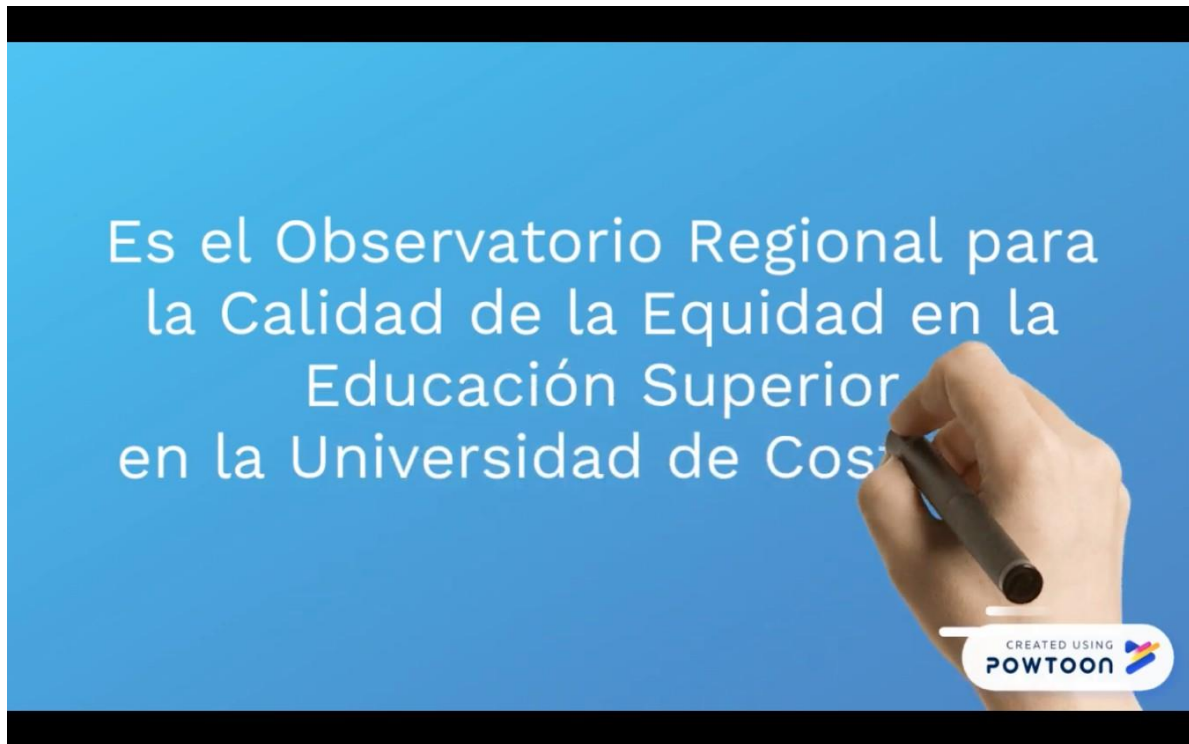 Es el Observatorio Regional para
la Calidad de la Equidad en la
Educación Superior
en la Universidad de
CREATED USING
POWTOON